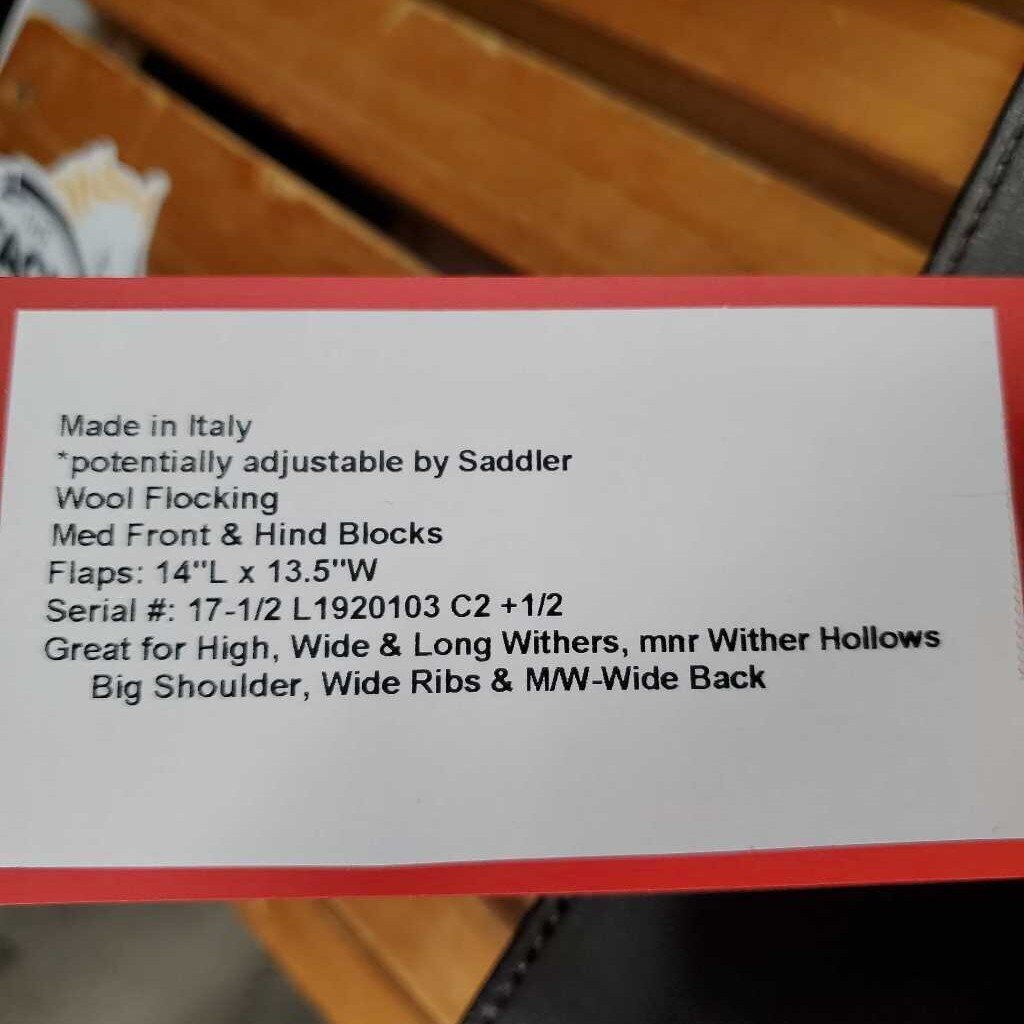 Made in Italy
*potentially adjustable by Saddler
Wool Flocking
Med Front & Hind Blocks
Flaps: 14"L x 13.5"W
Serial #: 17-1/2 L1920103 C2 +1/2
Great for High, Wide & Long Withers, mnr Wither Hollows
Big Shoulder, Wide Ribs & M/W-Wide Back